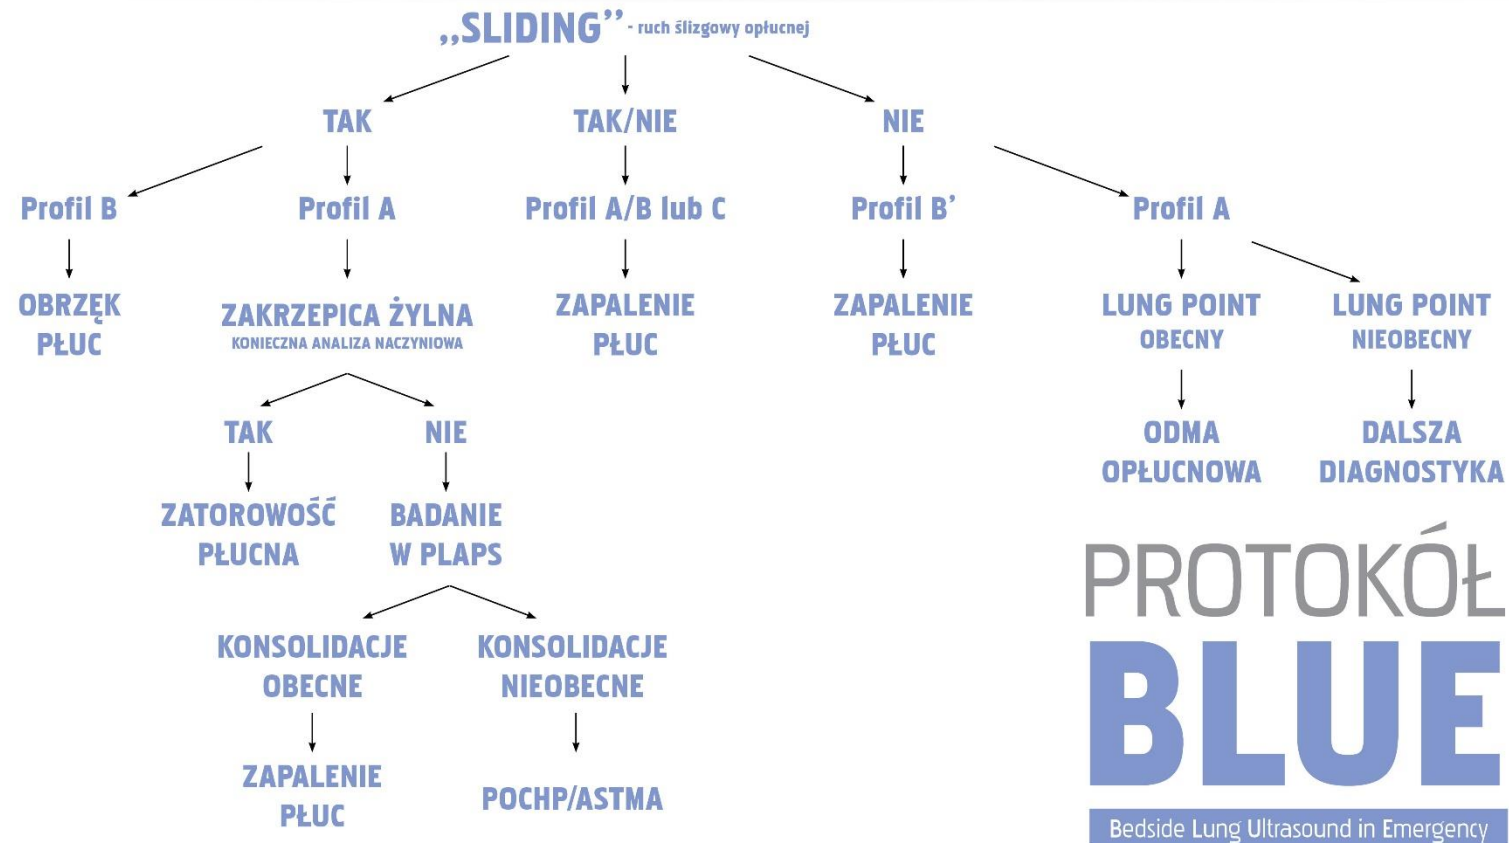 „SLIDING” - ruch ślizgowy opłucnej
TAK
TAK/NIE
NIE
Profil B
Profil A
Profil A/B lub C
Profil B’
Profil A
OBRZĘK
PŁUC
ZAKRZEPICA ŻYLNA
KONIECZNA ANALIZA NACZYNIOWA
ZAPALENIE
PŁUC
ZAPALENIE
PŁUC
LUNG POINT
OBECNY
LUNG POINT
NIEOBECNY
TAK
NIE
ODMA
OPŁUCNOWA
DALSZA
DIAGNOSTYKA
ZATOROWOŚĆ
PŁUCNA
BADANIE
W PLAPS
KONSOLIDACJE
OBECNE
KONSOLIDACJE
NIEOBECNE
ZAPALENIE
PŁUC
POCHP/ASTMA
PROTOKÓŁ
BLUE
Bedside Lung Ultrasound in Emergency